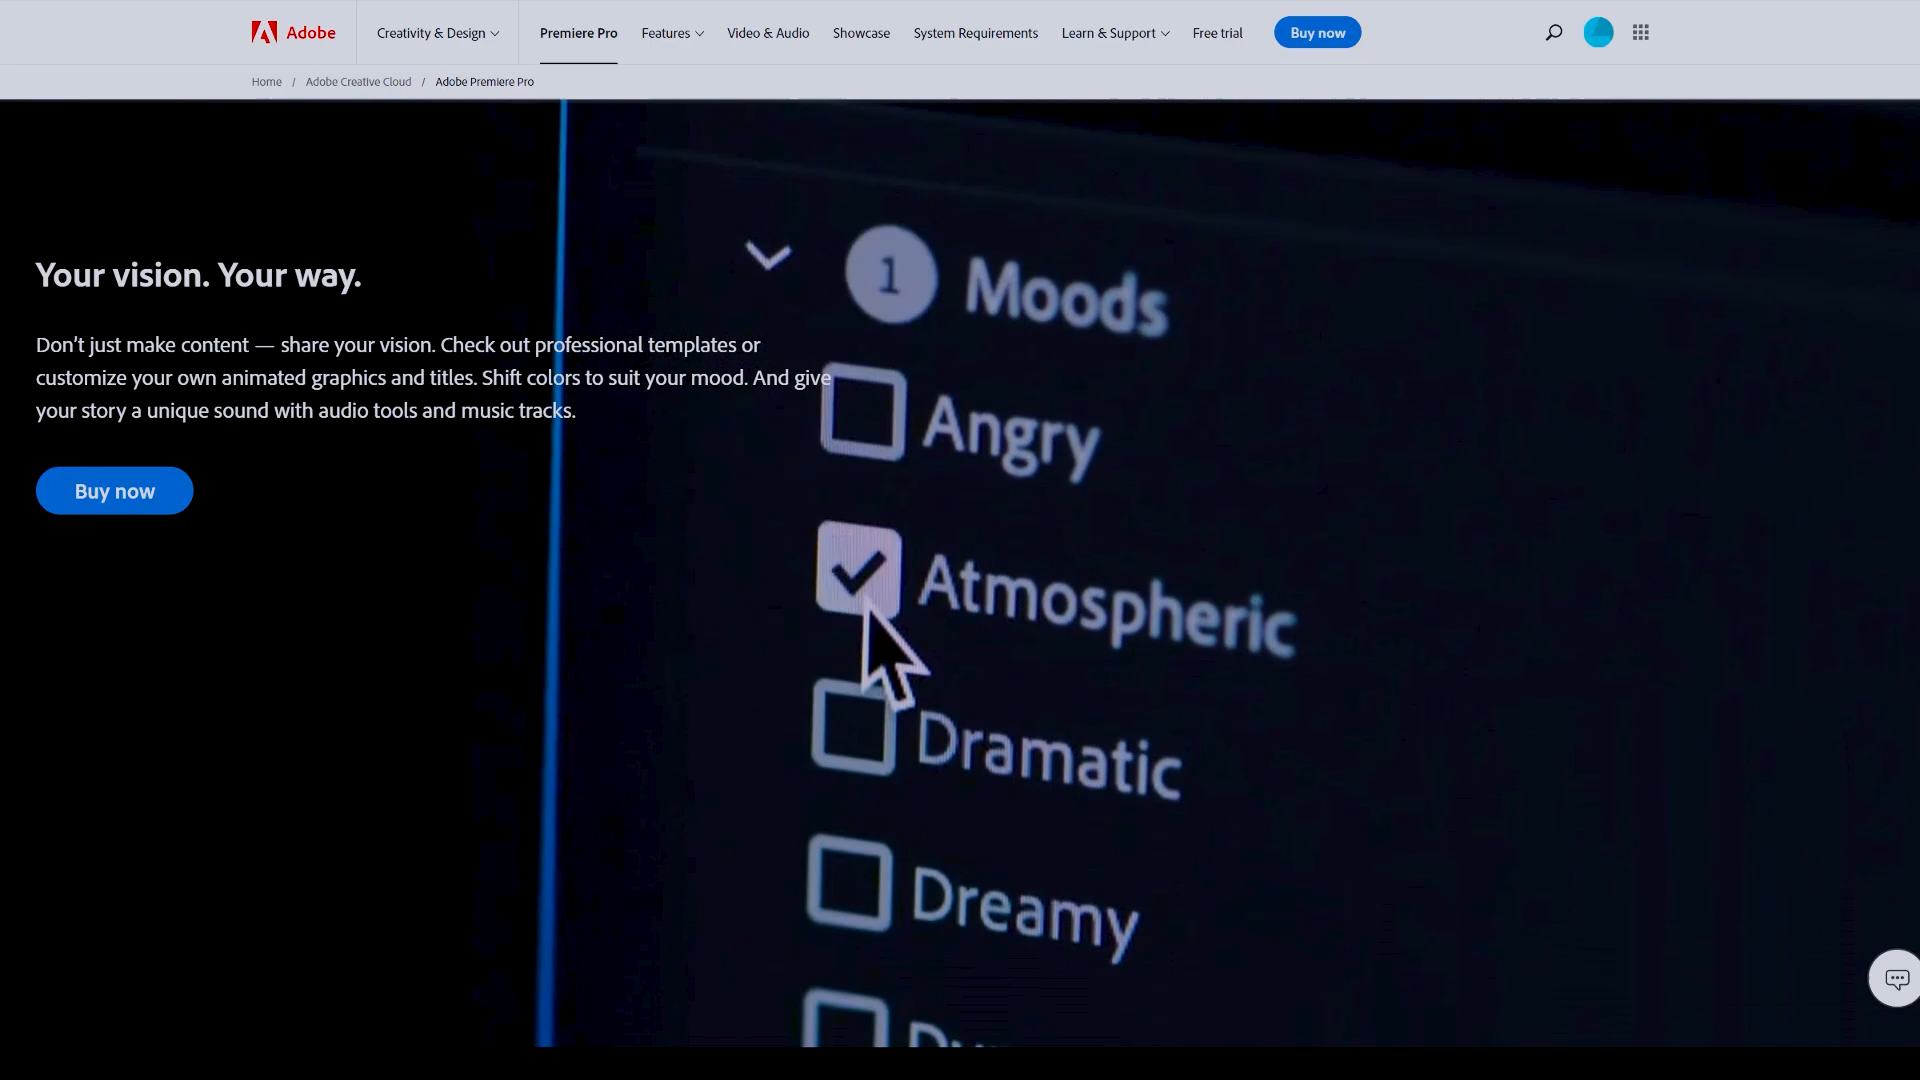 Adobe
Creativity & Design
Premiere Pro
Features
Video & Audio
Showcase
System Requirements
Learn & Support
Free trial
Buy now
Home / Adobe Creative Cloud / Adobe Premiere Pro
Your vision. Your way.
Don’t just make content — share your vision. Check out professional templates or
customize your own animated graphics and titles. Shift colors to suit your mood. And give
your story a unique sound with audio tools and music tracks.
Buy now
1 Moods
Angry
Atmospheric
Dramatic
Dreamy